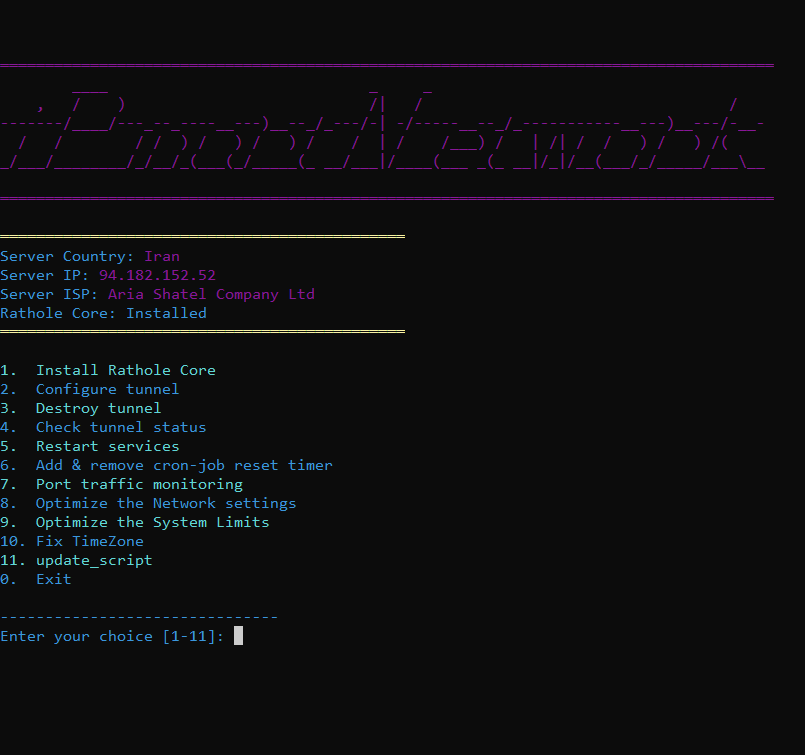 Server Country: Iran
Server IP: 94.182.152.52
Server ISP: Aria Shatel Company Ltd
Rathole Core: Installed
1. Install Rathole Core
2. Configure tunnel
3. Destroy tunnel
4. Check tunnel status
5. Restart services
6. Add & remove cron-job reset timer
7. Port traffic monitoring
8. Optimize the Network settings
9. Optimize the System Limits
10. Fix TimeZone
11. update_script
0. Exit
Enter your choice [1-11]: